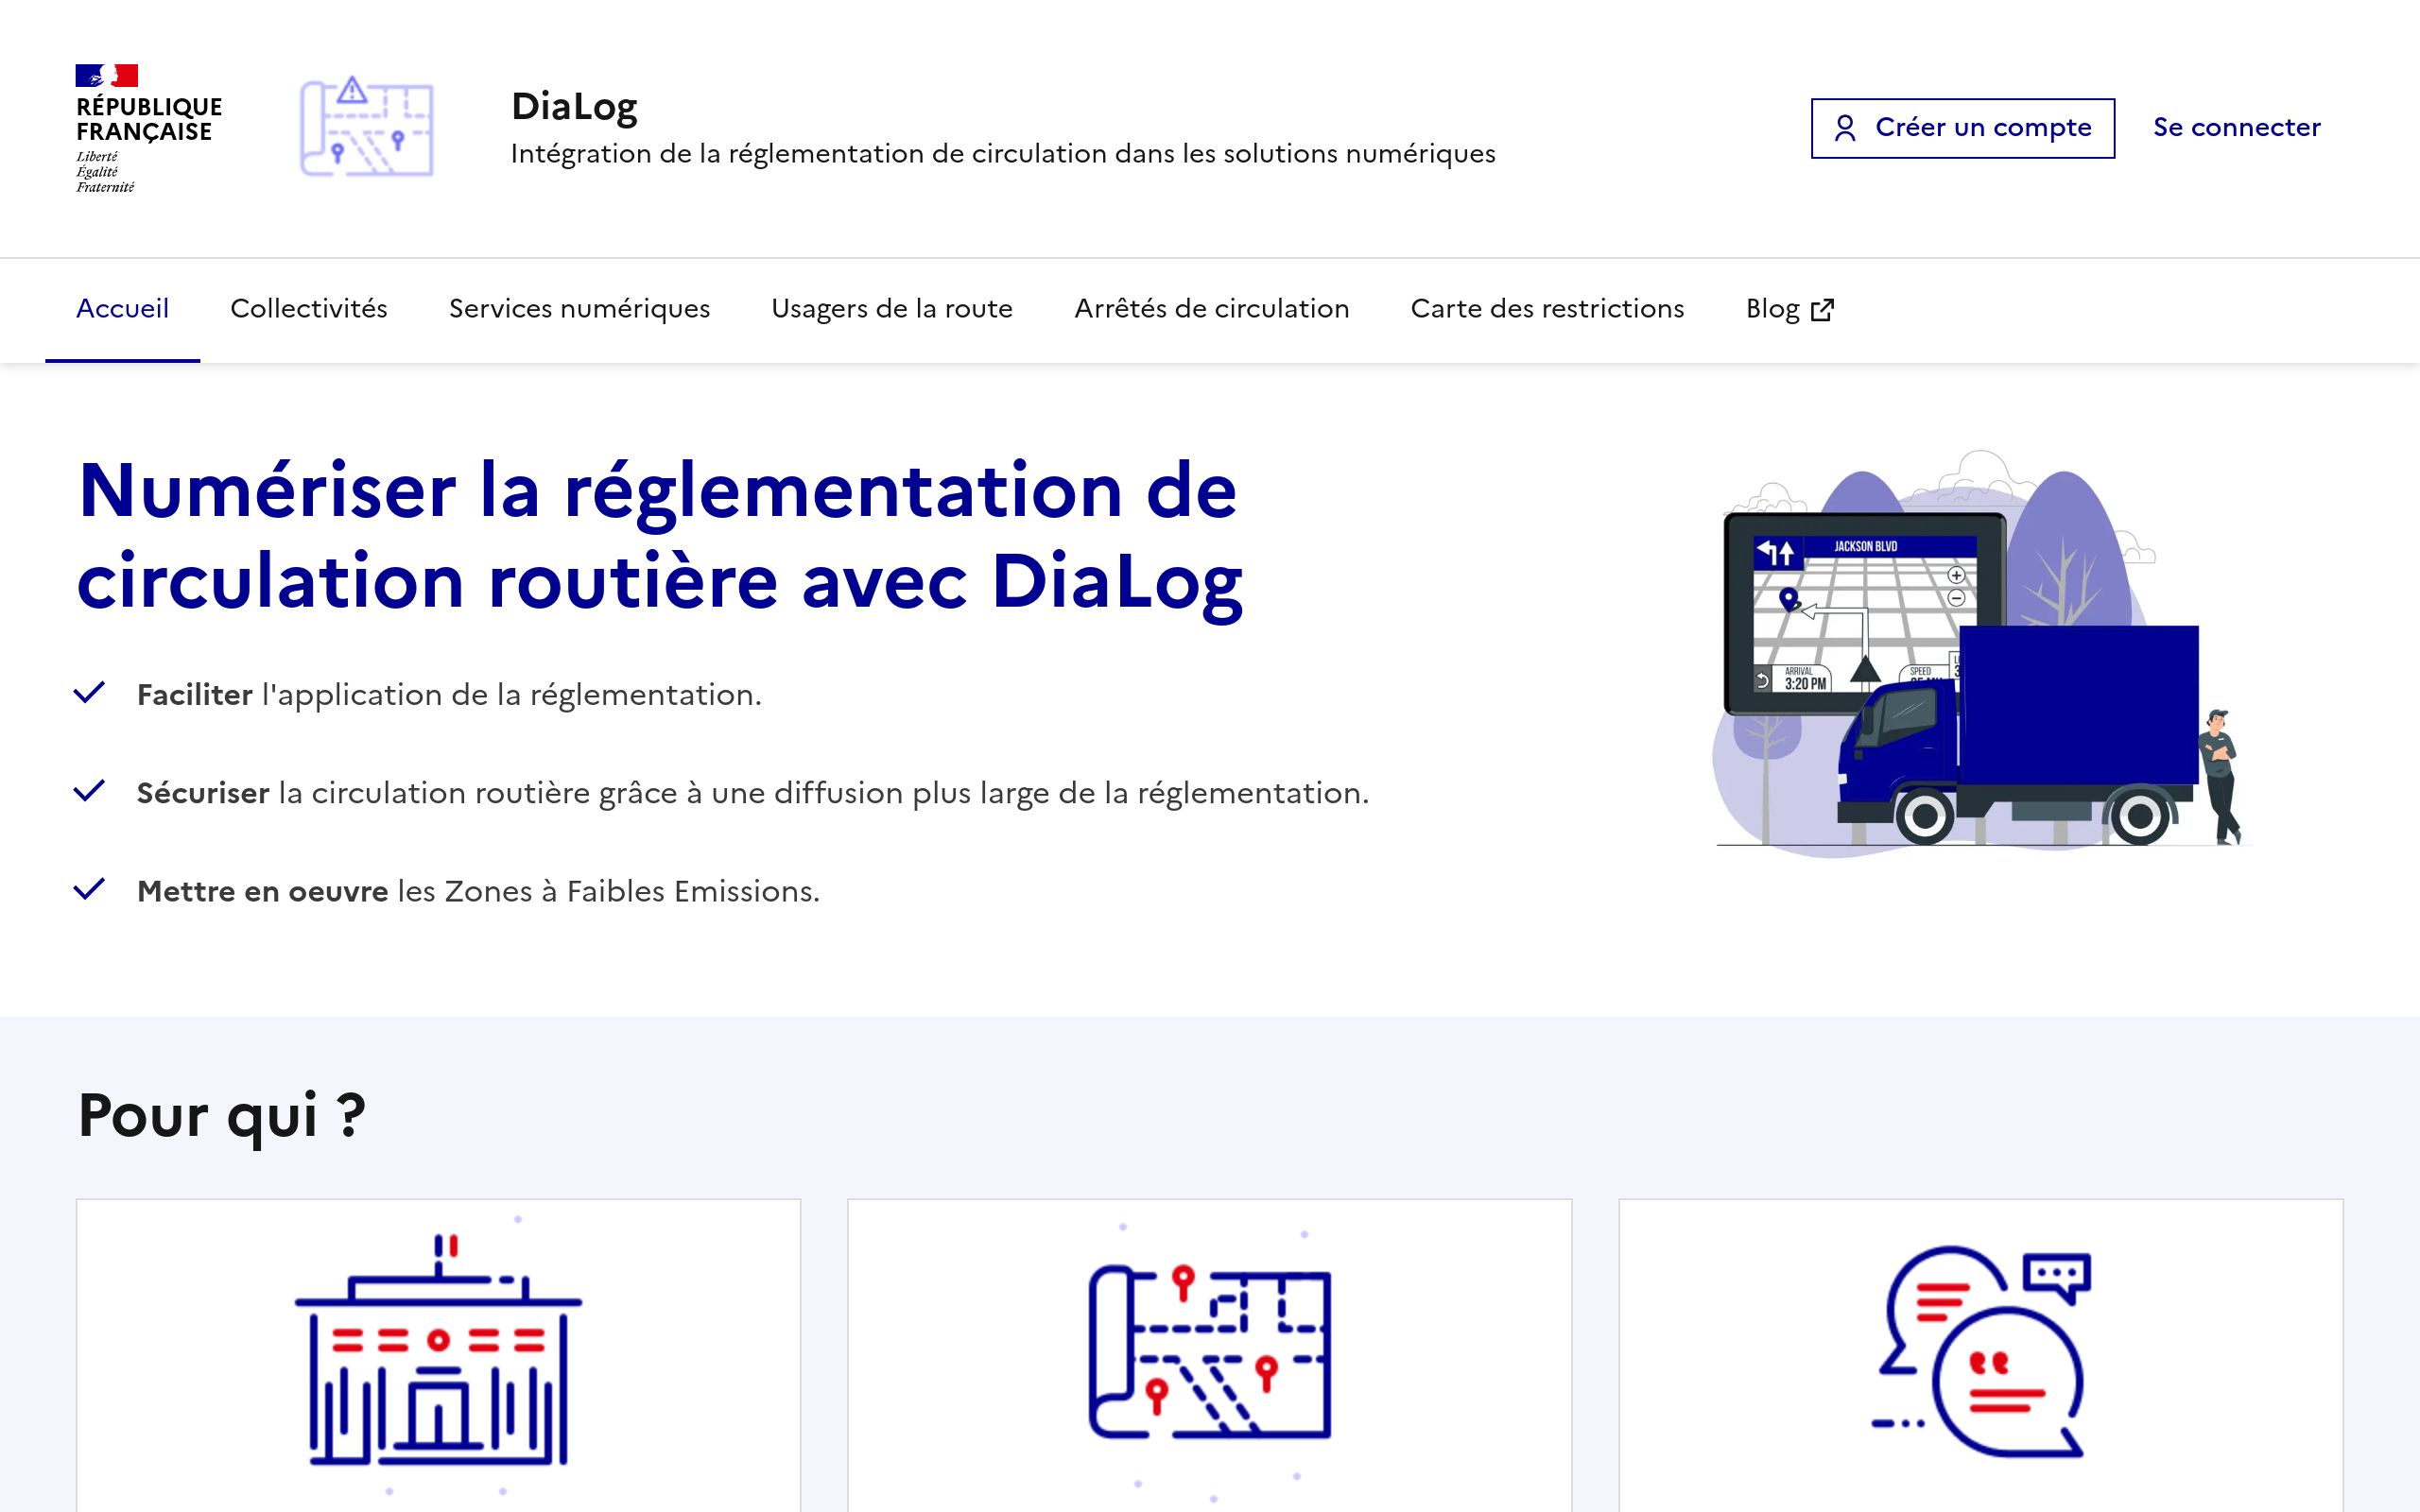 RÉPUBLIQUE
FRANÇAISE
Liberté
Égalité
Fraternité
DiaLog
Intégration de la réglementation de circulation dans les solutions numériques
Créer un compte
Se connecter
Accueil
Collectivités
Services numériques
Usagers de la route
Arrêtés de circulation
Carte des restrictions
Blog
Numériser la réglementation de
circulation routière avec DiaLog
Faciliter l'application de la réglementation.
Sécuriser la circulation routière grâce à une diffusion plus large de la réglementation.
Mettre en oeuvre les Zones à Faibles Emissions.
JACKSON BLVD
ARRIVAL
3:20 PM
SPEED
Pour qui ?